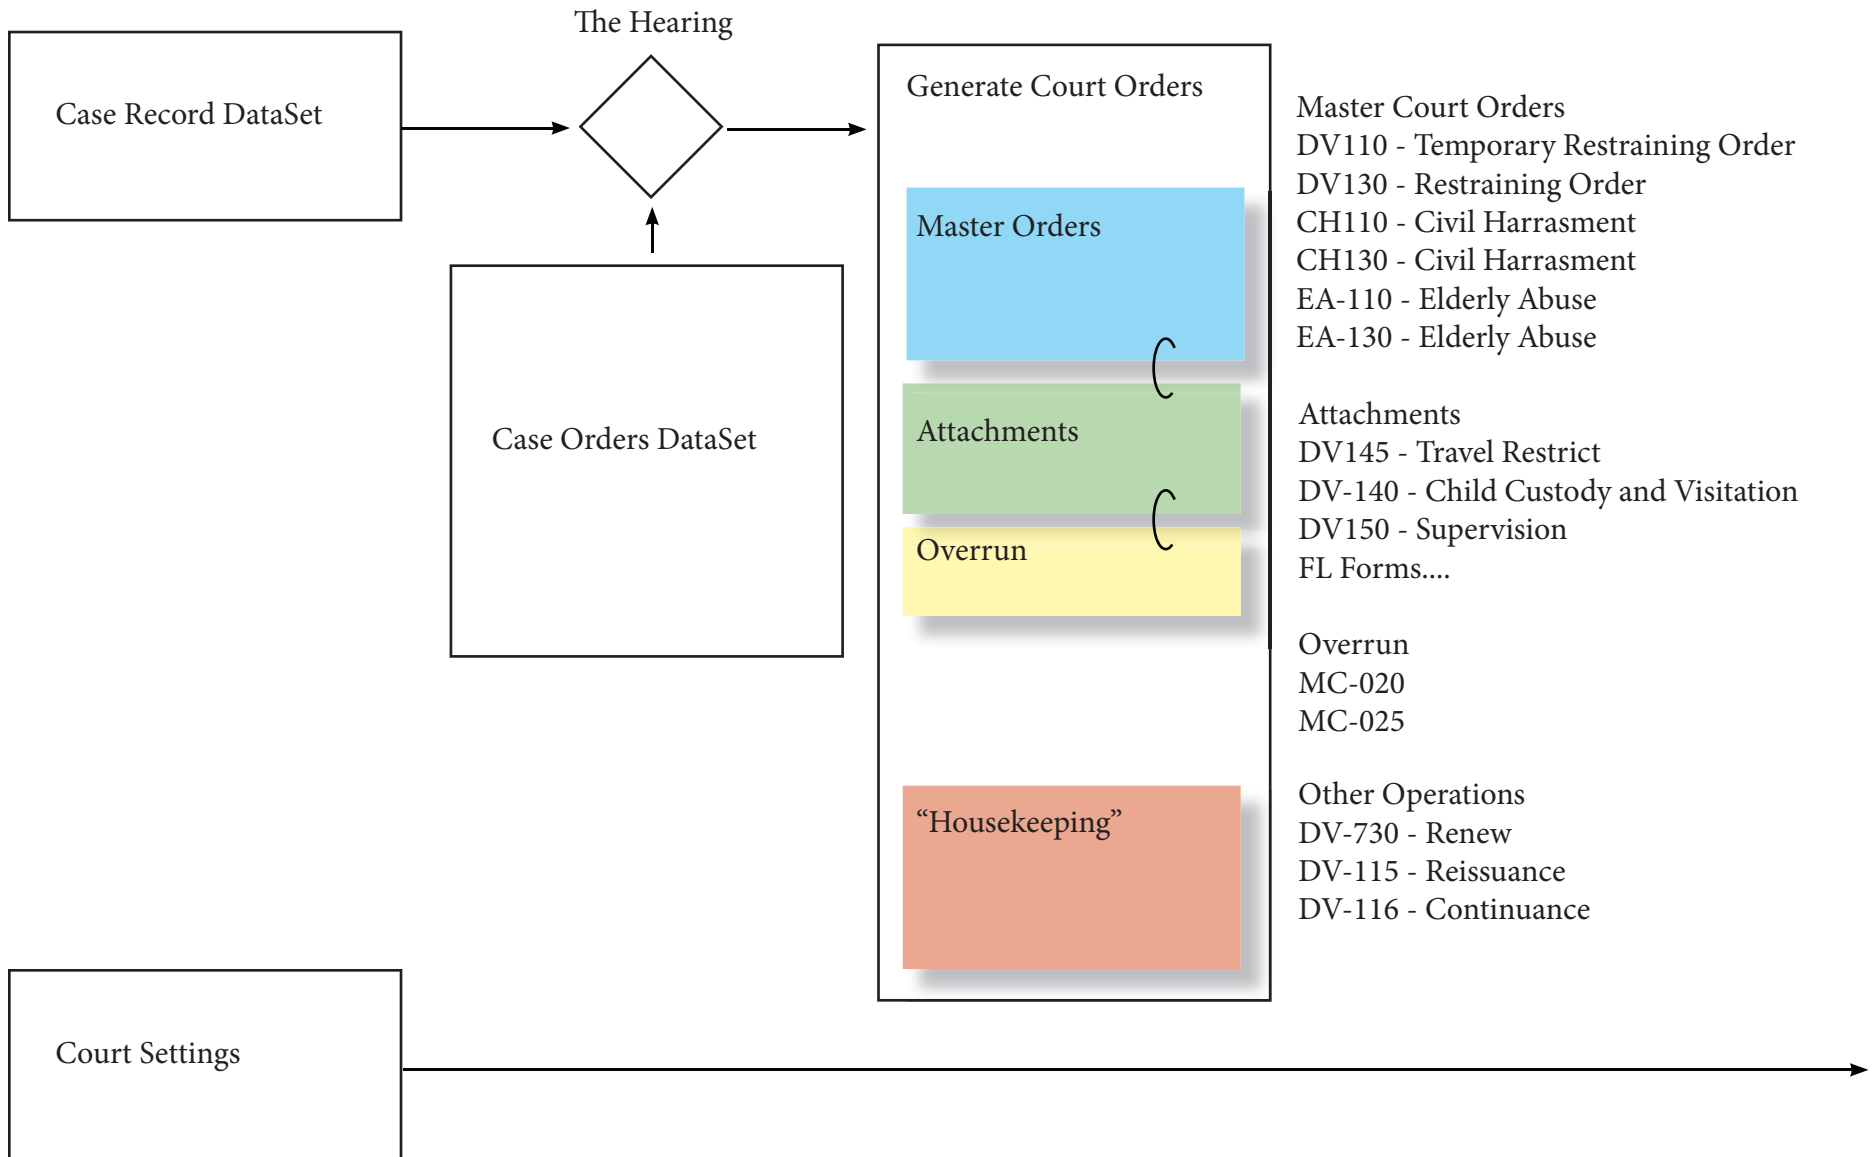 The Hearing
Case Record DataSet
Case Orders DataSet
Court Settings
Generate Court Orders
Master Orders
Attachments
Overrun
“Housekeeping”
Master Court Orders
DV110 - Temporary Restraining Order
DV130 - Restraining Order
CH110 - Civil Harrasment
CH130 - Civil Harrasment
EA-110 - Elderly Abuse
EA-130 - Elderly Abuse
Attachments
DV145 - Travel Restrict
DV-140 - Child Custody and Visitation
DV150 - Supervision
FL Forms....
Overrun
MC-020
MC-025
Other Operations
DV-730 - Renew
DV-115 - Reissuance
DV-116 - Continuance